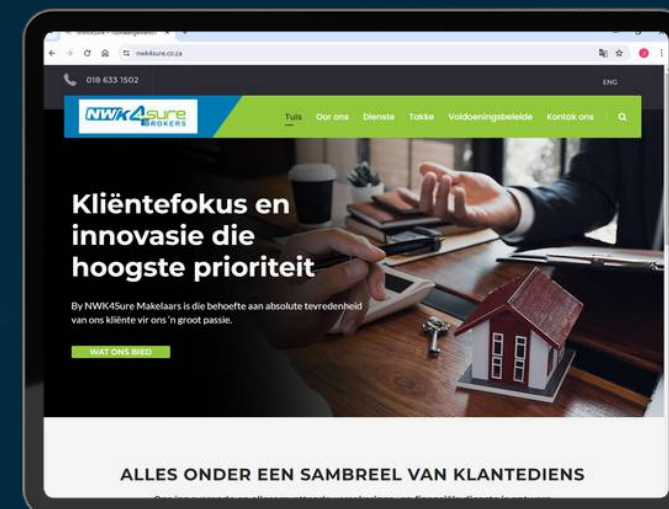 nwk4sure.co.za
018 633 1502
ENG
NWK4sure
BROKERS
Tuis Oor ons Dienste Takke Voldoeningsbeleide Kontak ons
Kliëntefokus en
innovasie die
hoogste prioriteit
By NWK4Sure Makelaars is die behoefte aan absolute tevredenheid
van ons kliënte vir ons 'n groot passie.
WAT ONS BIED
ALLES ONDER EEN SAMBREEL VAN KLANTEDIENS